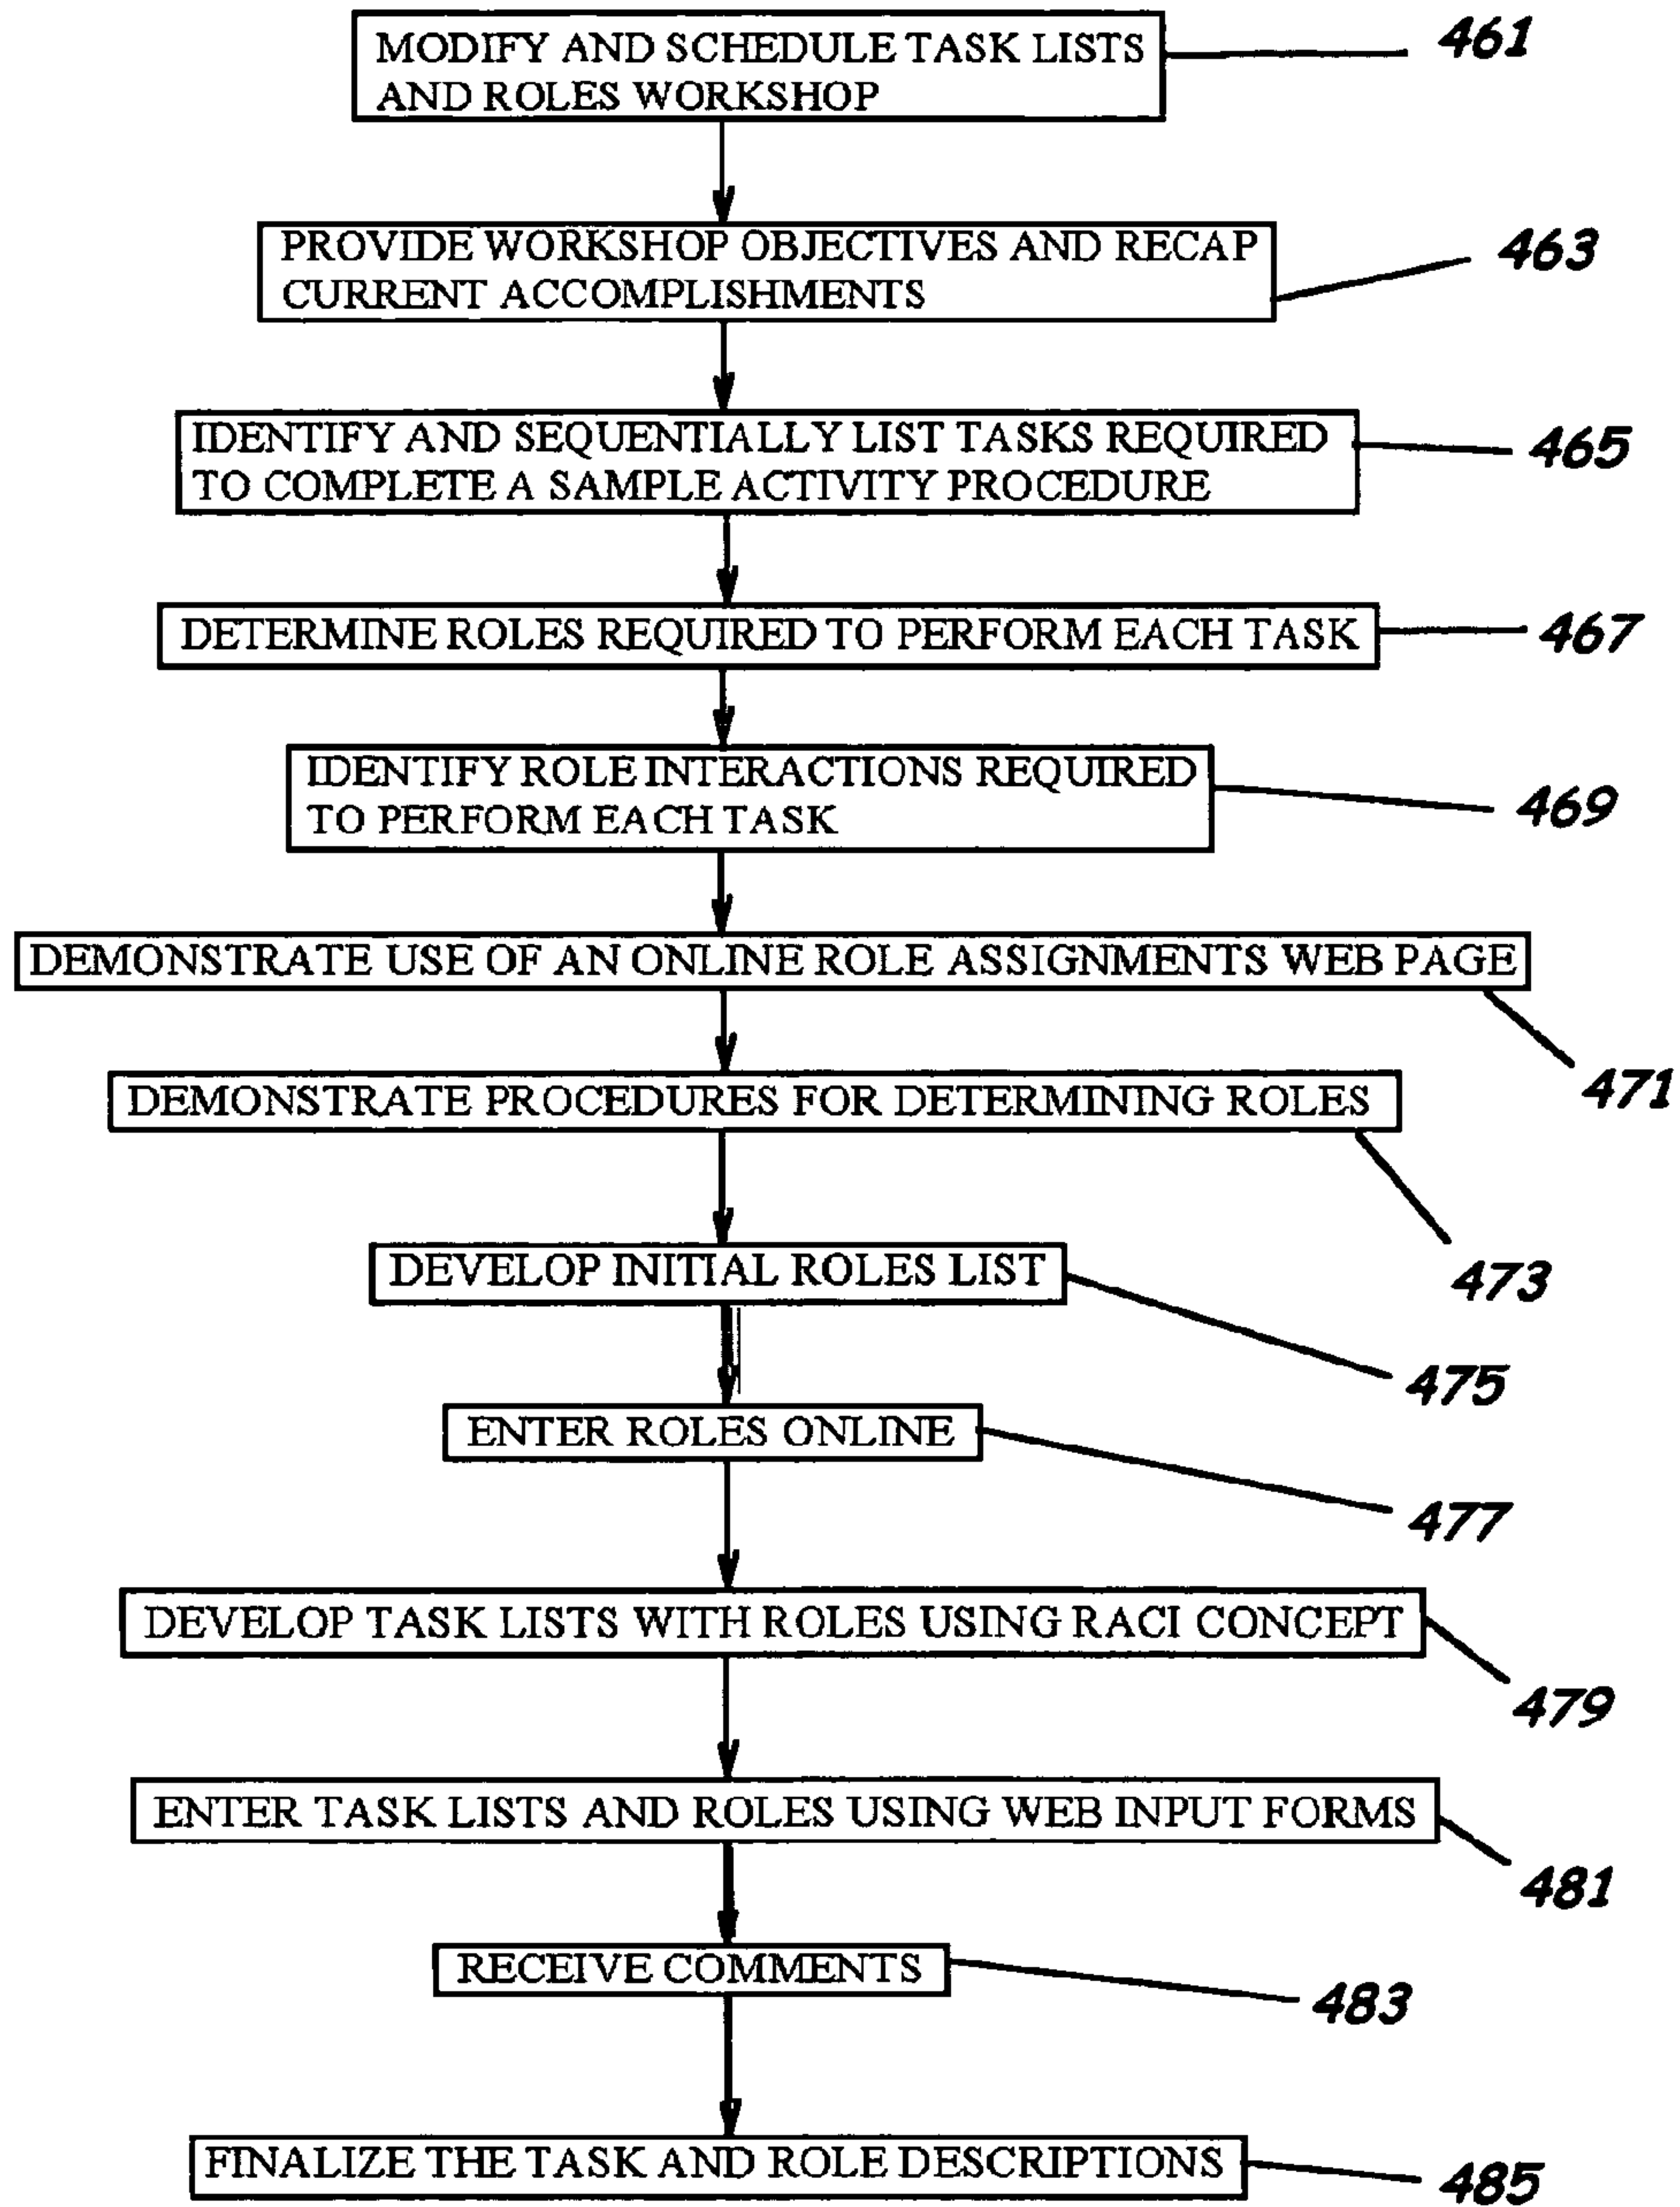 MODIFY AND SCHEDULE TASK LISTS
AND ROLES WORKSHOP
461
PROVIDE WORKSHOP OBJECTIVES AND RECAP
CURRENT ACCOMPLISHMENTS
463
IDENTIFY AND SEQUENTIALLY LIST TASKS REQUIRED
TO COMPLETE A SAMPLE ACTIVITY PROCEDURE
465
DETERMINE ROLES REQUIRED TO PERFORM EACH TASK
467
IDENTIFY ROLE INTERACTIONS REQUIRED
TO PERFORM EACH TASK
469
DEMONSTRATE USE OF AN ONLINE ROLE ASSIGNMENTS WEB PAGE
471
DEMONSTRATE PROCEDURES FOR DETERMINING ROLES
473
DEVELOP INITIAL ROLES LIST
475
ENTER ROLES ONLINE
477
DEVELOP TASK LISTS WITH ROLES USING RACI CONCEPT
479
ENTER TASK LISTS AND ROLES USING WEB INPUT FORMS
481
RECEIVE COMMENTS
483
FINALIZE THE TASK AND ROLE DESCRIPTIONS
485